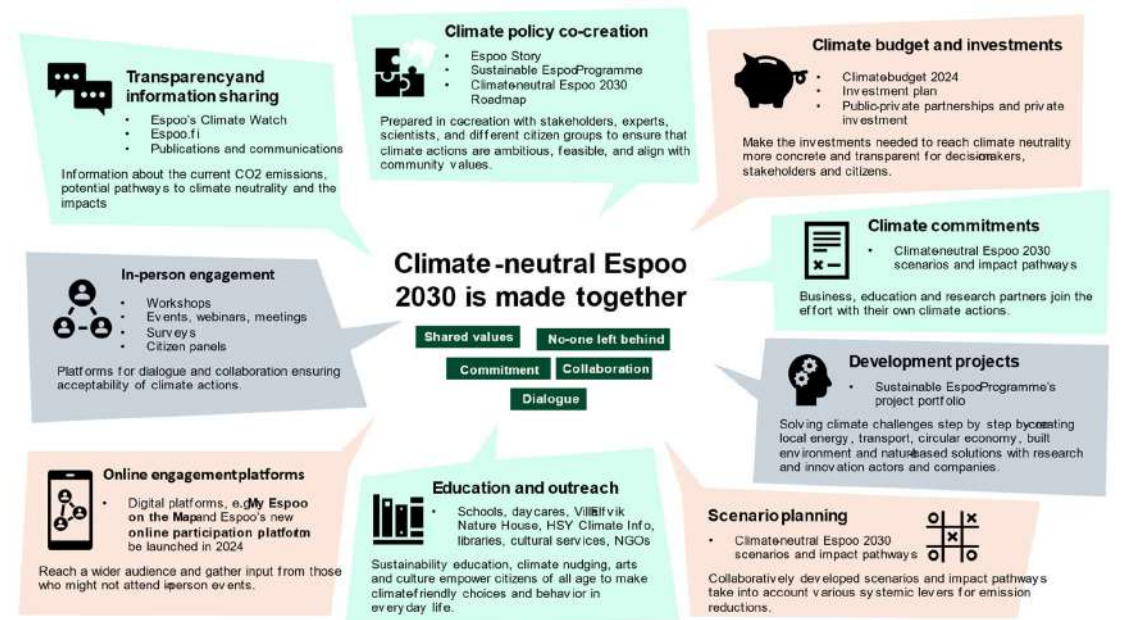 Transparency and
information sharing
• Espoo's Climate Watch
• Espoo.fi
• Publications and communications
Information about the current CO2 emissions,
potential pathways to climate neutrality and the
impacts
Climate policy co-creation
• Espoo Story
• Sustainable Espoo Programme
• Climate-neutral Espoo 2030
Roadmap
Prepared in cocreation with stakeholders, experts,
scientists, and different citizen groups to ensure that
climate actions are ambitious, feasible, and align with
community values.
Climate budget and investments
• Climate budget 2024
• Investment plan
• Public-private partnerships and private
investment
Make the investments needed to reach climate neutrality
more concrete and transparent for decision-makers,
stakeholders and citizens.
In-person engagement
• Workshops
• Events, webinars, meetings
• Surveys
• Citizen panels
Platforms for dialogue and collaboration ensuring
acceptability of climate actions.
Climate-neutral Espoo
2030 is made together
Shared values
No-one left behind
Commitment
Collaboration
Dialogue
Climate commitments
• Climate-neutral Espoo 2030
scenarios and impact pathways
Business, education and research partners join the
effort with their own climate actions.
Development projects
• Sustainable Espoo Programme's
project portfolio
Solving climate challenges step by step by
local energy, transport, circular economy, built
environment and nature-based solutions with research
and innovation actors and companies.
Online engagement platforms
• Digital platforms, e.g. My Espoo
on the Map and Espoo's new
online participation platform
be launched in 2024
Reach a wider audience and gather input from those
who might not attend events.
Education and outreach
• Schools, daycares,
Nature House, HSY Climate Info,
libraries, cultural services, NGOs
Sustainability education, climate nudging, arts
and culture empower citizens of all age to make
climatefriendly choices and behavior in
everyday life.
Scenario planning
• Climate-neutral Espoo 2030
scenarios and impact pathways
Collaboratively developed scenarios and impact pathways
take into account various systemic levers for emission
reductions.